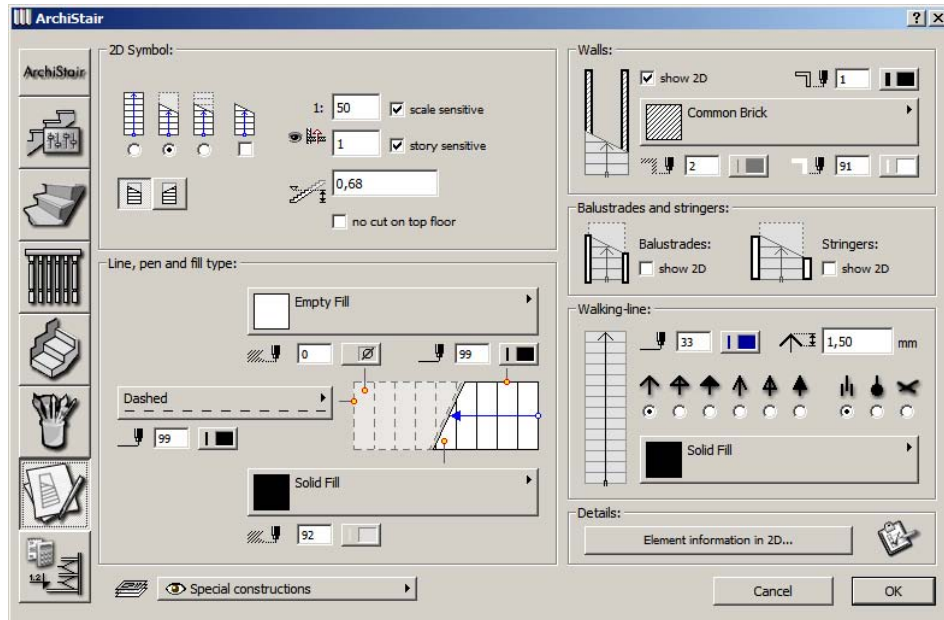 ArchiStair
ArchiStair
2D Symbol:
1: 50 scale sensitive
1 story sensitive
0,68
no cut on top floor
Line, pen and fill type:
Empty Fill
0 99
Dashed
99
Solid Fill
92
Special constructions
Walls:
show 2D 1
Common Brick
2 91
Balustrades and stringers:
Balustrades: Stringers:
show 2D show 2D
Walking-line:
33 1,50 mm
Solid Fill
Details:
Element information in 2D...
Cancel OK
1.2